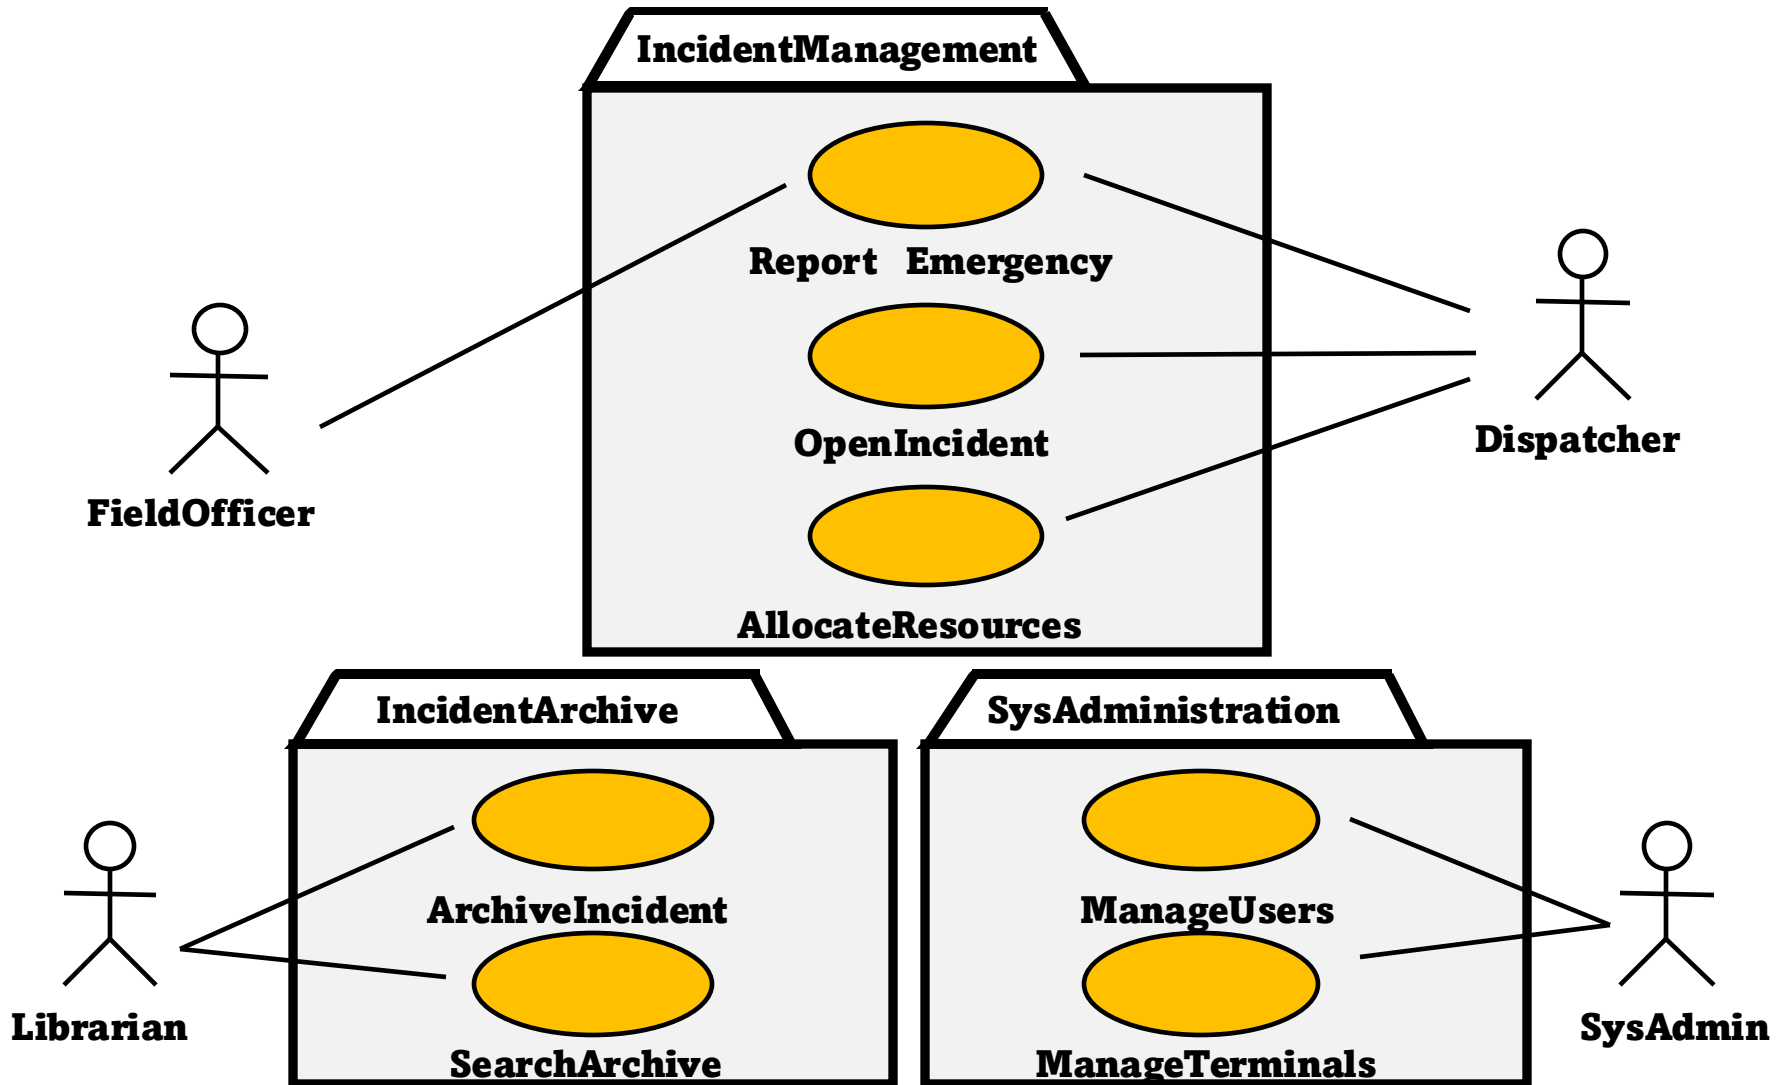 IncidentManagement
Report Emergency
OpenIncident
Dispatcher
FieldOfficer
AllocateResources
IncidentArchive
SysAdministration
ArchiveIncident
ManageUsers
Librarian
SysAdmin
SearchArchive
ManageTerminals